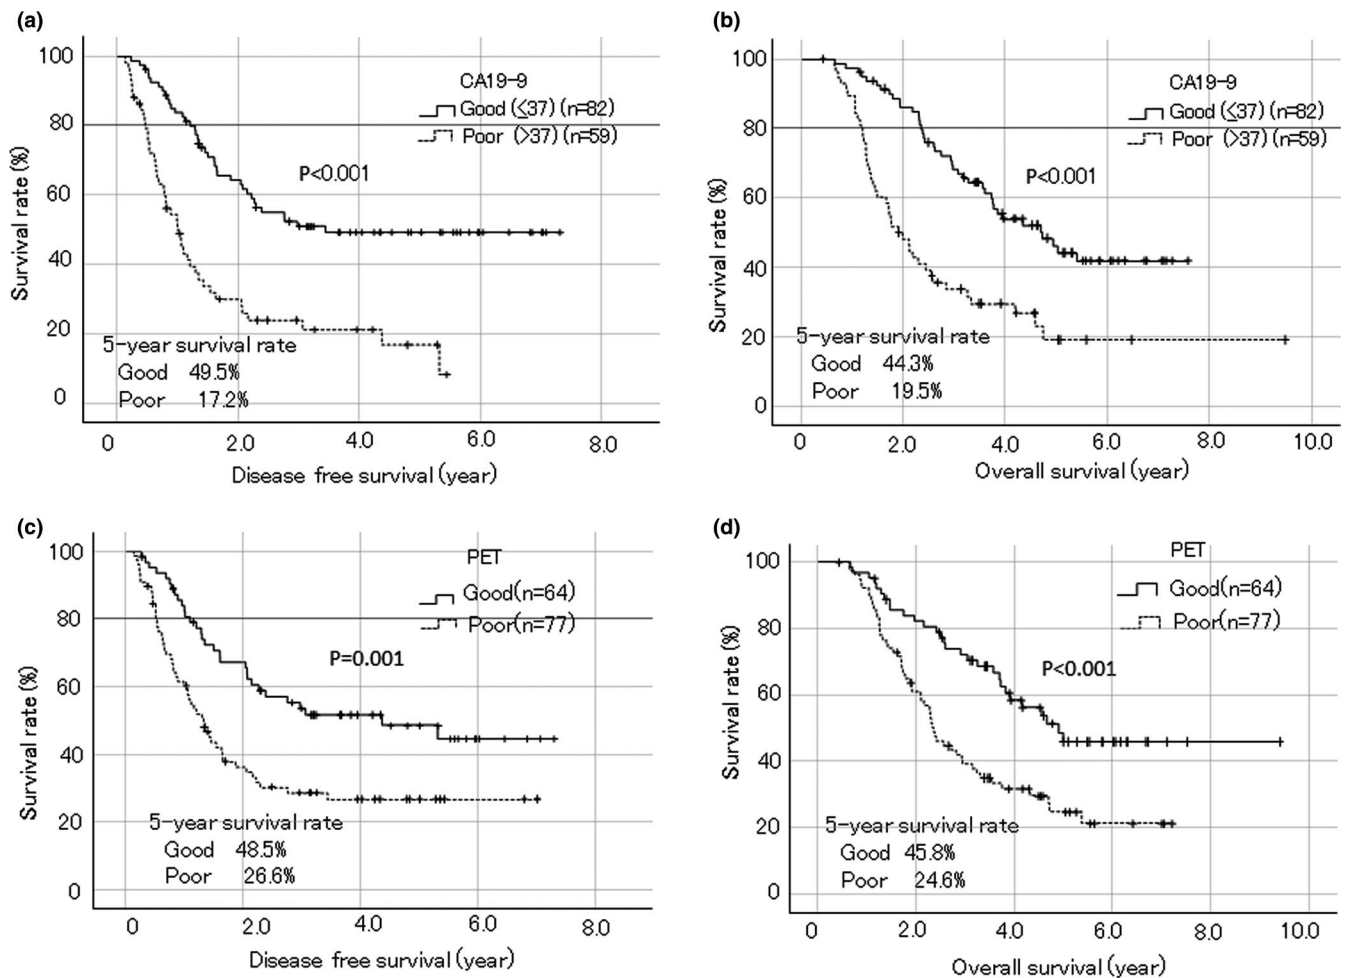 (a)
100
80
60
40
20
0
Survival rate (%)
CA19-9
Good (≤37) (n=82)
Poor (>37) (n=59)
P<0.001
5-year survival rate
Good 49.5%
Poor 17.2%
0 2.0 4.0 6.0 8.0
Disease free survival (year)
(b)
100
80
60
40
20
0
Survival rate (%)
CA19-9
Good (≤37) (n=82)
Poor (>37) (n=59)
P<0.001
5-year survival rate
Good 44.3%
Poor 19.5%
0 2.0 4.0 6.0 8.0 10.0
Overall survival (year)
(c)
100
80
60
40
20
0
Survival rate (%)
PET
Good(n=64)
Poor(n=77)
P=0.001
5-year survival rate
Good 48.5%
Poor 26.6%
0 2.0 4.0 6.0 8.0
Disease free survival (year)
(d)
100
80
60
40
20
0
Survival rate (%)
PET
Good(n=64)
Poor(n=77)
P<0.001
5-year survival rate
Good 45.8%
Poor 24.6%
0 2.0 4.0 6.0 8.0 10.0
Overall survival (year)